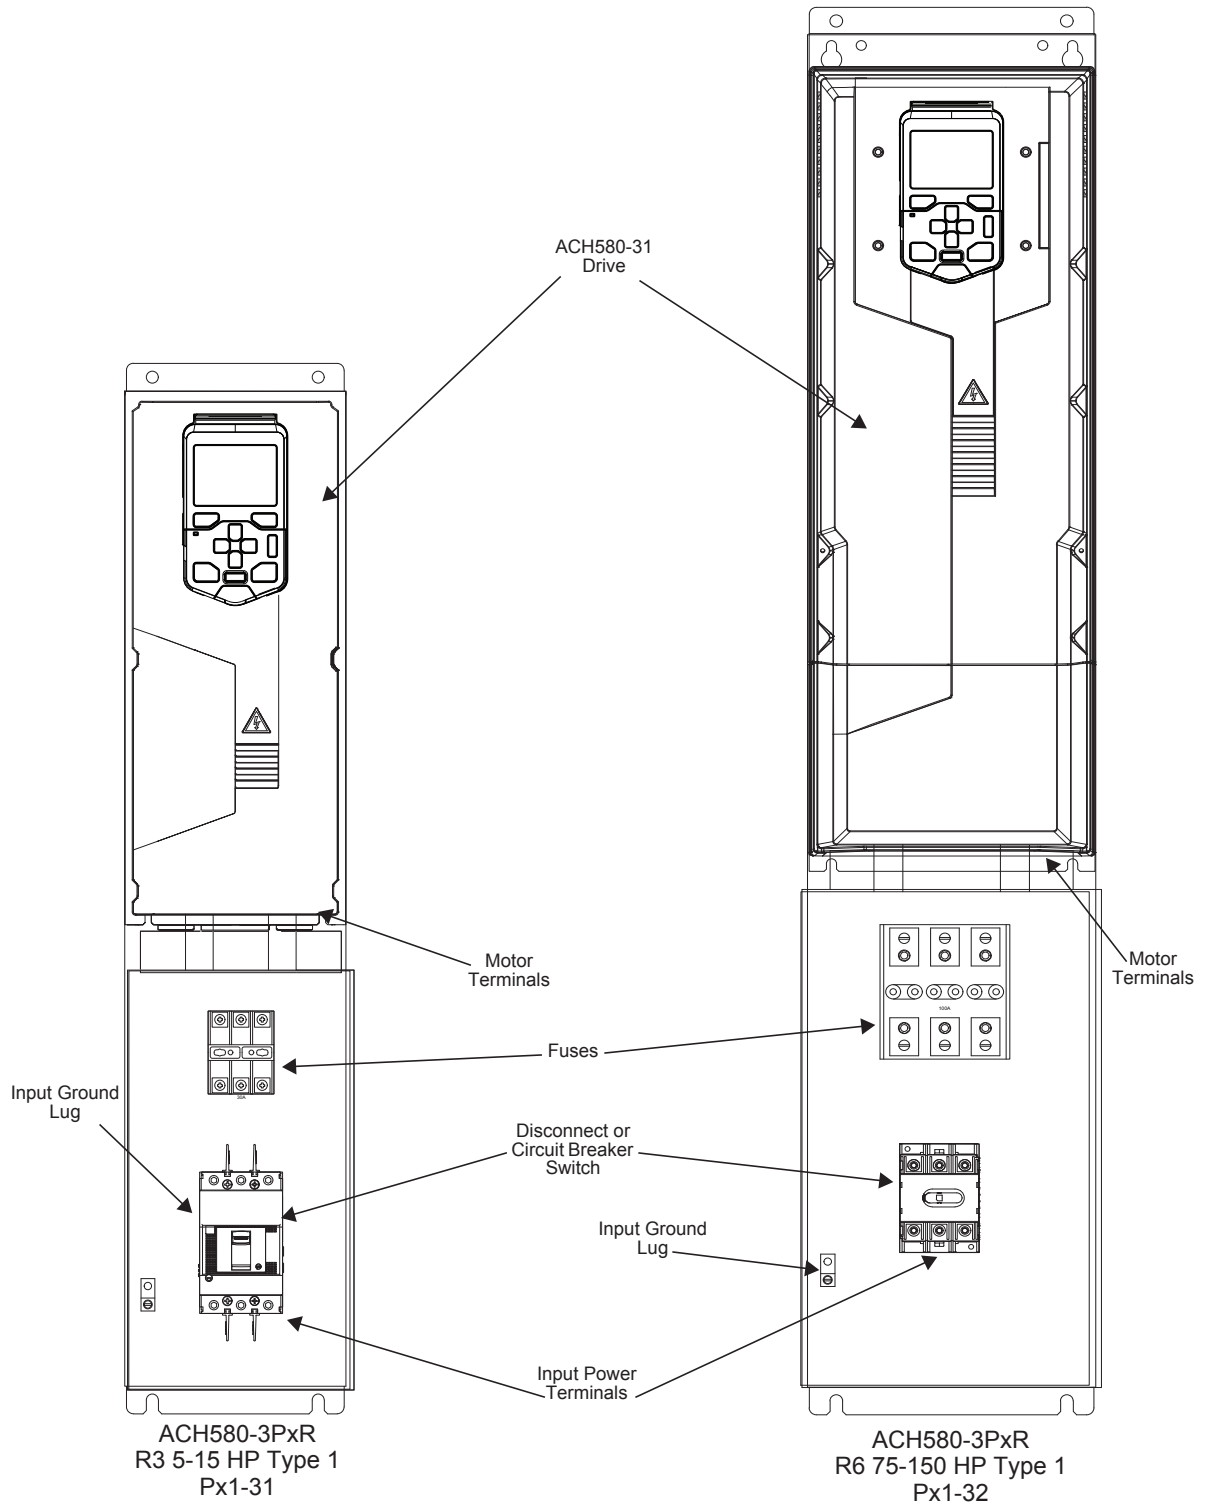 ACH580-31
Drive
Motor
Terminals
Motor
Terminals
100A
Fuses
30A
Input Ground
Lug
Disconnect or
Circuit Breaker
Switch
Input Ground
Lug
Input Power
Terminals
ACH580-3PxR
R3 5-15 HP Type 1
Px1-31
ACH580-3PxR
R6 75-150 HP Type 1
Px1-32